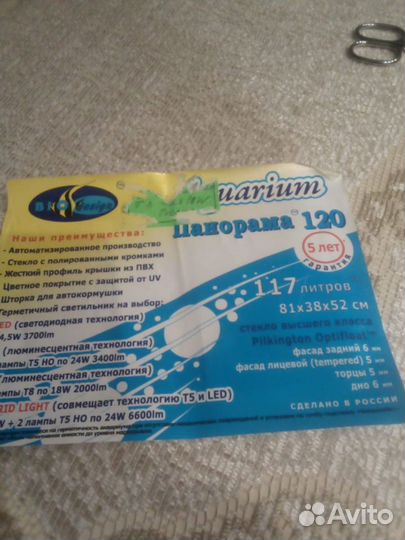 BIO Design
Aquarium
Панорама™ 120
Наши преимущества:
- Автоматизированное производство
- Стекло с полированными кромками
- Жесткий профиль крышки из ПВХ
Цветное покрытие с защитой от UV
Шторка для автокормушки
Герметичный светильник на выбор:
ED (светодиодная технология)
4,5W 3700lm
(люминесцентная технология)
лампы T5 HO по 24W 3400lm
люминесцентная технология)
лампы T8 по 18W 2000lm
RID LIGHT (совмещает технологию T5 и LED)
W + 2 лампы T5 HO по 24W 6600lm
5 лет
гарантия
117 литров
81x38x52 см
стекло высшего класса
Pilkington Optifloat™
фасад задний 6 мм
фасад лицевой (tempered) 5 мм
торцы 5 мм
дно 6 мм
СДЕЛАНО В РОССИИ
Avito